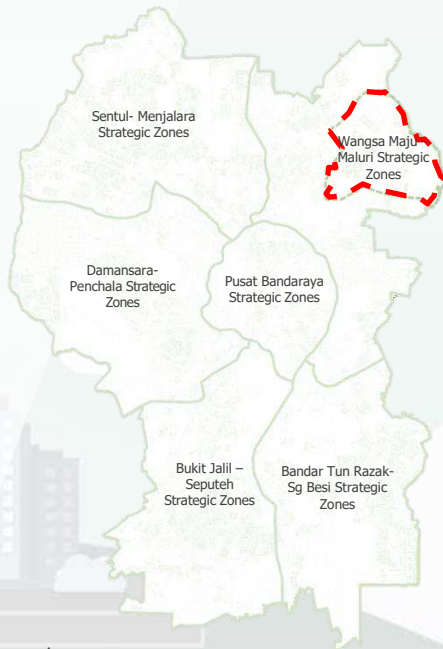 Sentul- Menjalara
Strategic Zones
Wangsa Maju
Maluri Strategic
Zones
Damansara-
Penchala Strategic
Zones
Pusat Bandaraya
Strategic Zones
Bukit Jalil –
Seputeh
Strategic Zones
Bandar Tun Razak-
Sg Besi Strategic
Zones